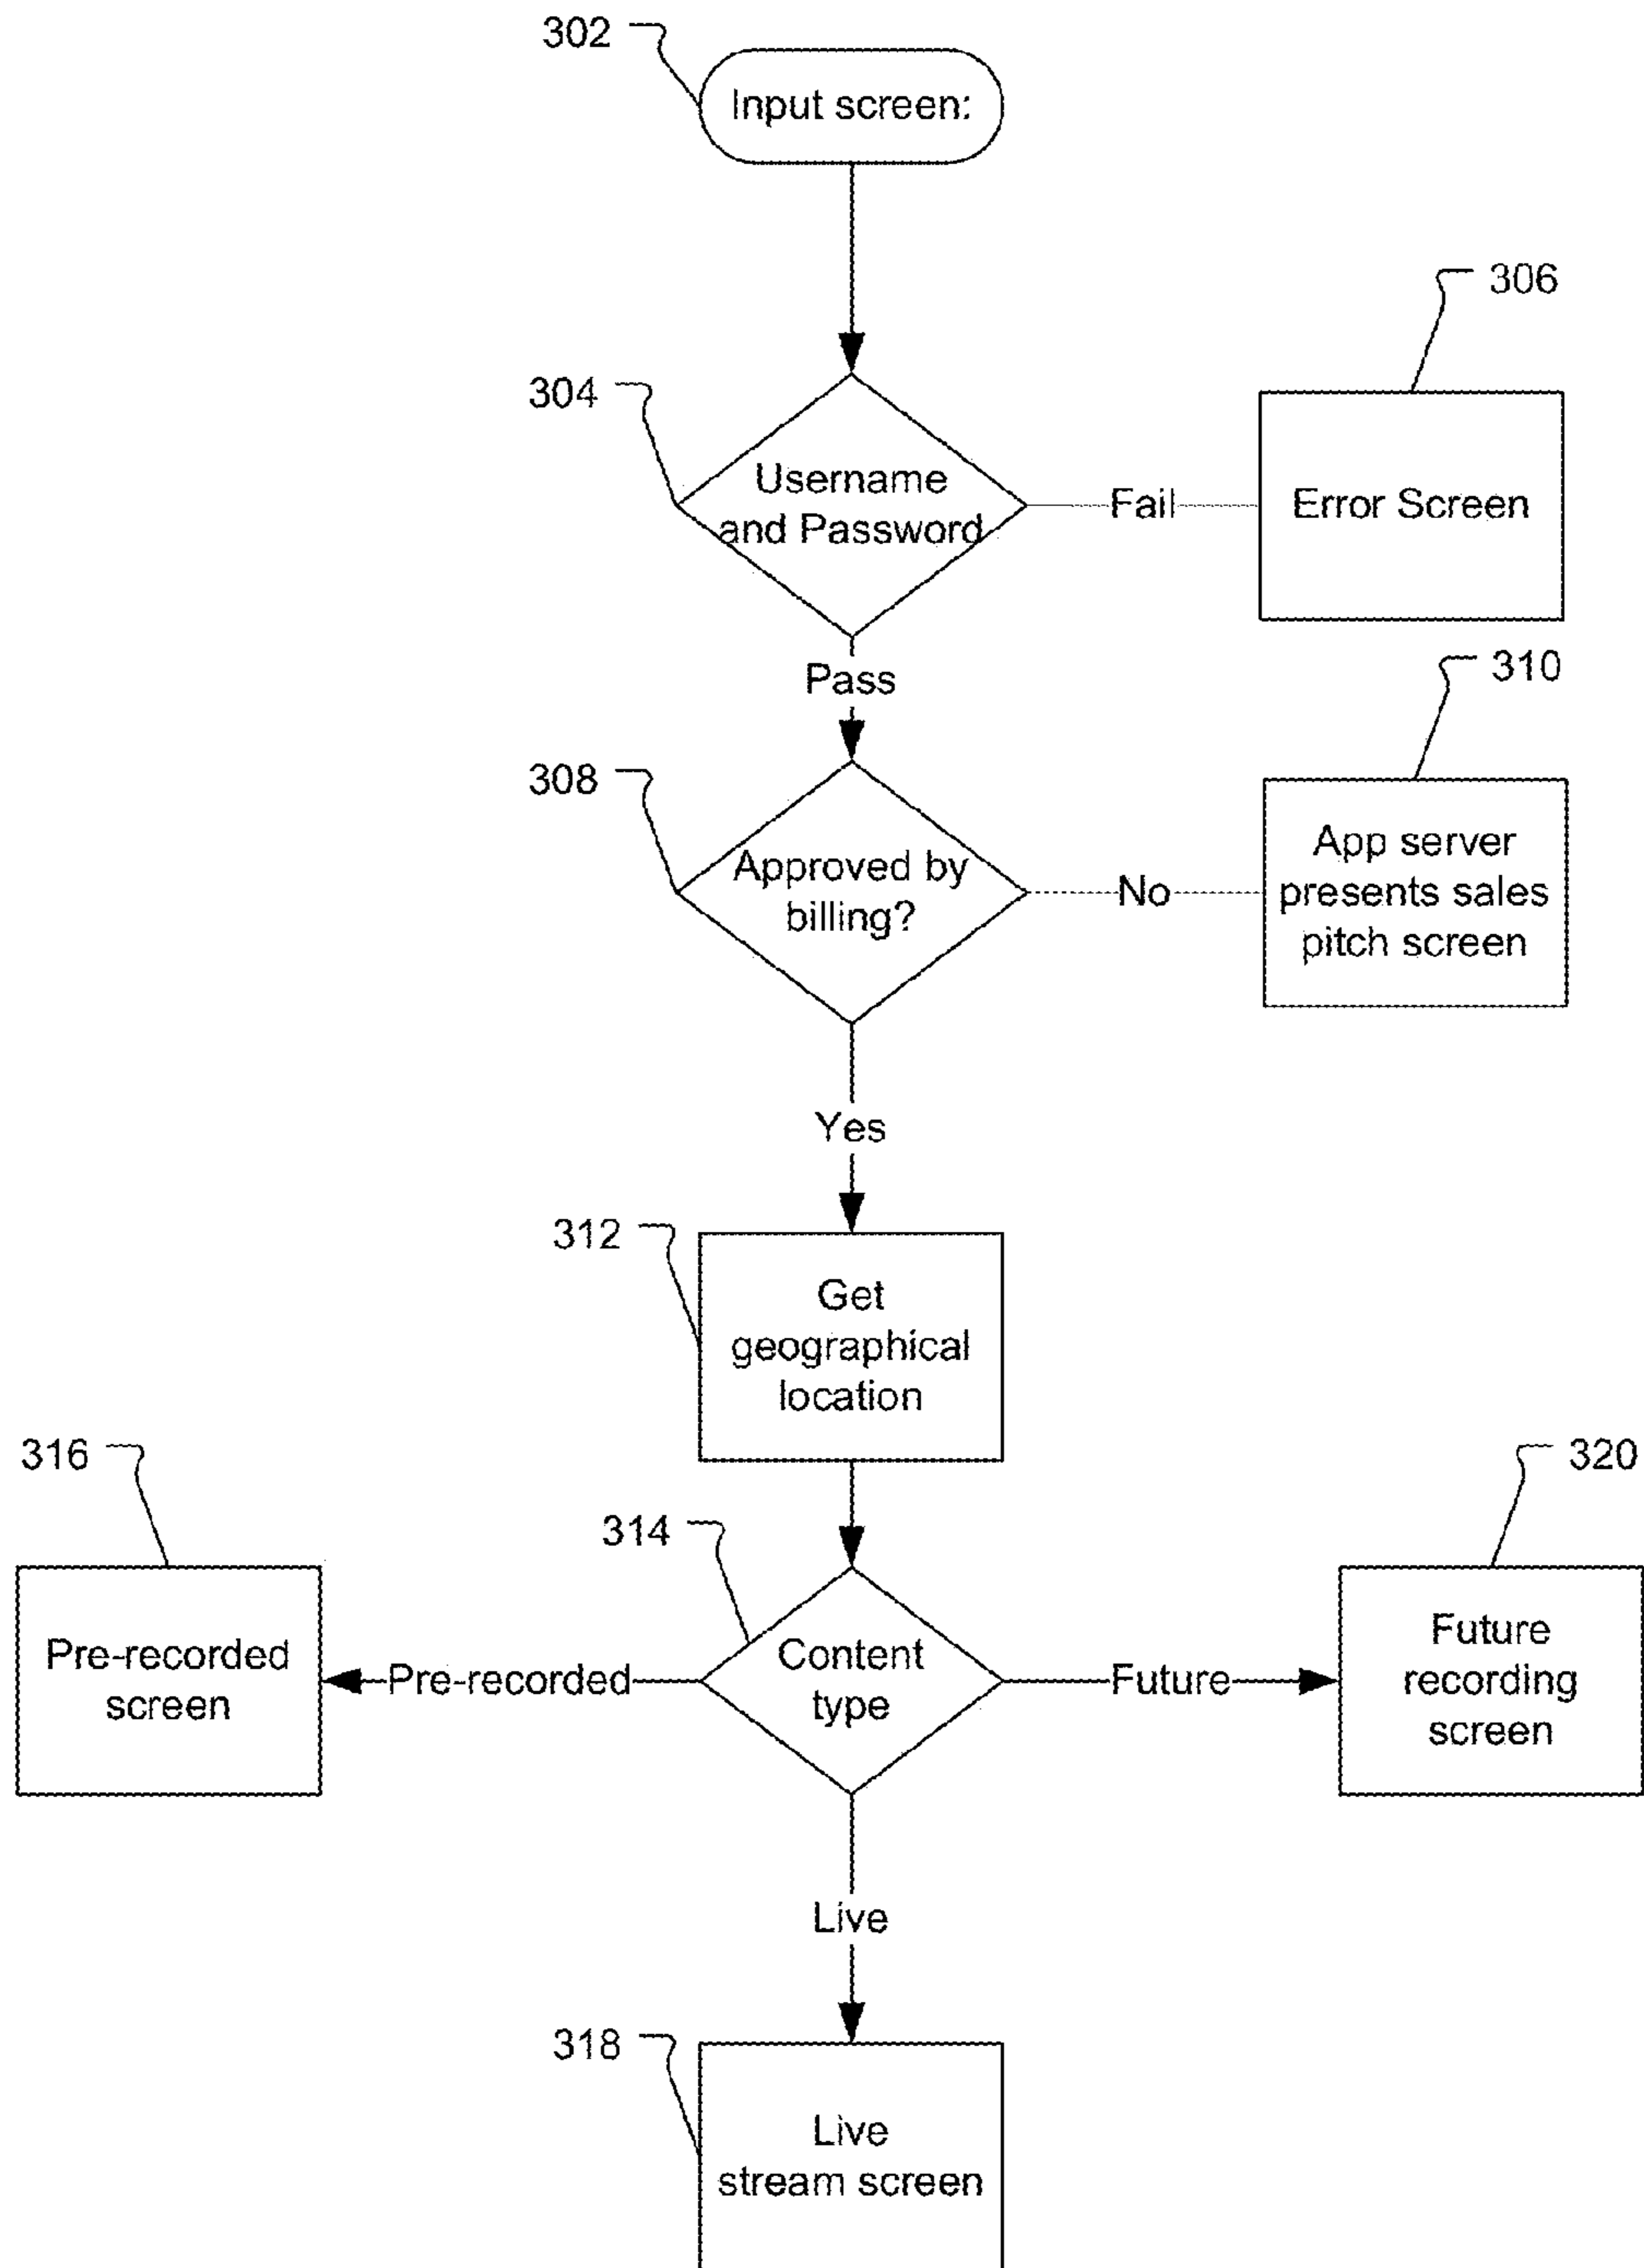 302
Input screen:
306
304
Username
and Password
Fail
Error Screen
Pass
310
308
Approved by
billing?
No
App server
presents sales
pitch screen
Yes
312
Get
geographical
location
316
320
314
Pre-recorded
screen
Pre-recorded
Content
type
Future
Future
recording
screen
Live
318
Live
stream screen